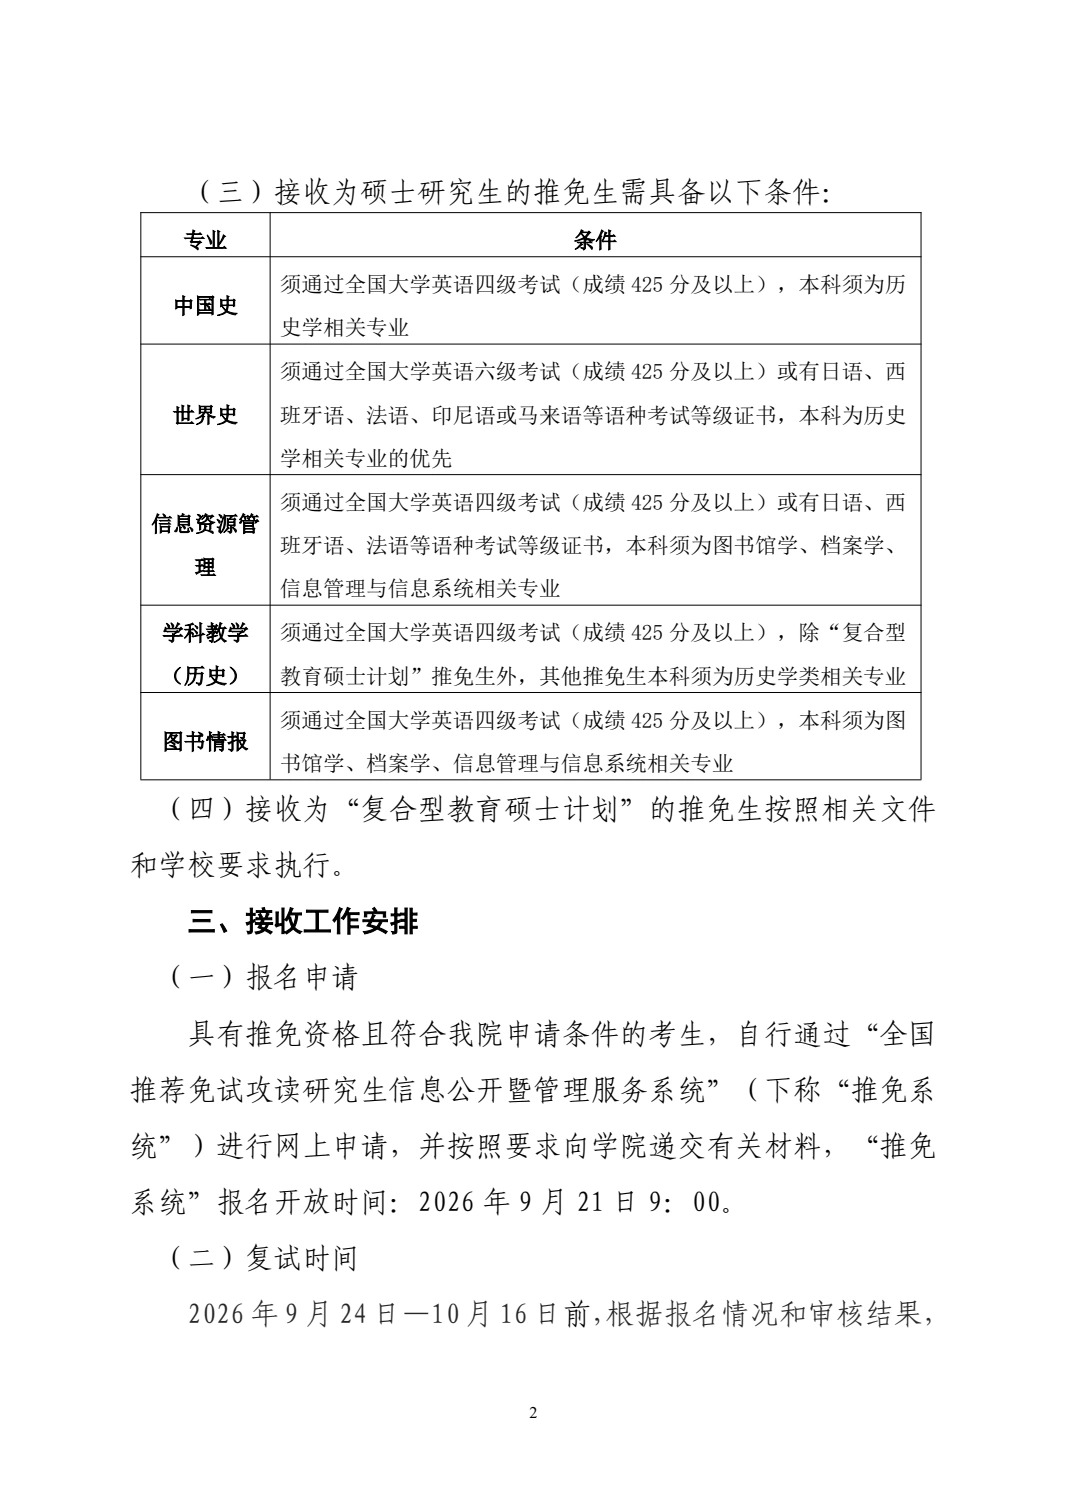 （三）接收为硕士研究生的推免生需具备以下条件：
专业
条件
中国史
须通过全国大学英语四级考试（成绩 425 分及以上），本科须为历
史学相关专业
世界史
须通过全国大学英语六级考试（成绩 425 分及以上）或有日语、西
班牙语、法语、印尼语或马来语等语种考试等级证书，本科为历史
学相关专业的优先
信息资源管
理
须通过全国大学英语四级考试（成绩 425 分及以上）或有日语、西
班牙语、法语等语种考试等级证书，本科须为图书馆学、档案学、
信息管理与信息系统相关专业
学科教学
（历史）
须通过全国大学英语四级考试（成绩 425 分及以上），除“复合型
教育硕士计划”推免生外，其他推免生本科须为历史学类相关专业
图书情报
须通过全国大学英语四级考试（成绩 425 分及以上），本科须为图
书馆学、档案学、信息管理与信息系统相关专业
（四）接收为“复合型教育硕士计划”的推免生按照相关文件
和学校要求执行。
三、接收工作安排
（一）报名申请
具有推免资格且符合我院申请条件的考生，自行通过“全国
推荐免试攻读研究生信息公开暨管理服务系统”（下称“推免系
统”）进行网上申请，并按照要求向学院递交有关材料，“推免
系统”报名开放时间：2026 年 9 月 21 日 9：00。
（二）复试时间
2026 年 9 月 24 日—10 月 16 日前，根据报名情况和审核结果，
2